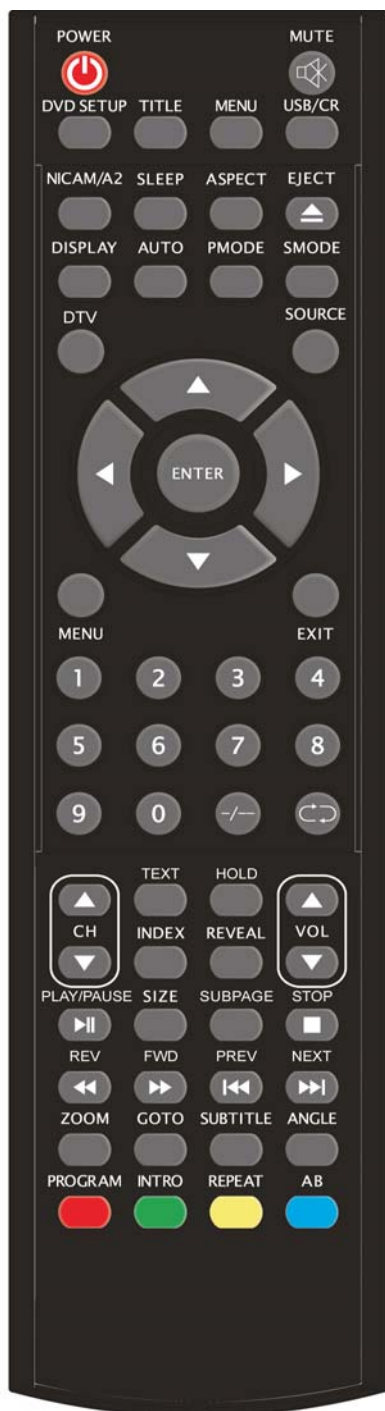 POWER MUTE
DVD SETUP TITLE MENU USB/CR
NICAM/A2 SLEEP ASPECT EJECT
DISPLAY AUTO PMODE SMODE
DTV SOURCE
ENTER
MENU EXIT
1 2 3 4
5 6 7 8
9 0 -/--
TEXT HOLD
CH INDEX REVEAL VOL
PLAY/PAUSE SIZE SUBPAGE STOP
REV FWD PREV NEXT
ZOOM GOTO SUBTITLE ANGLE
PROGRAM INTRO REPEAT AB